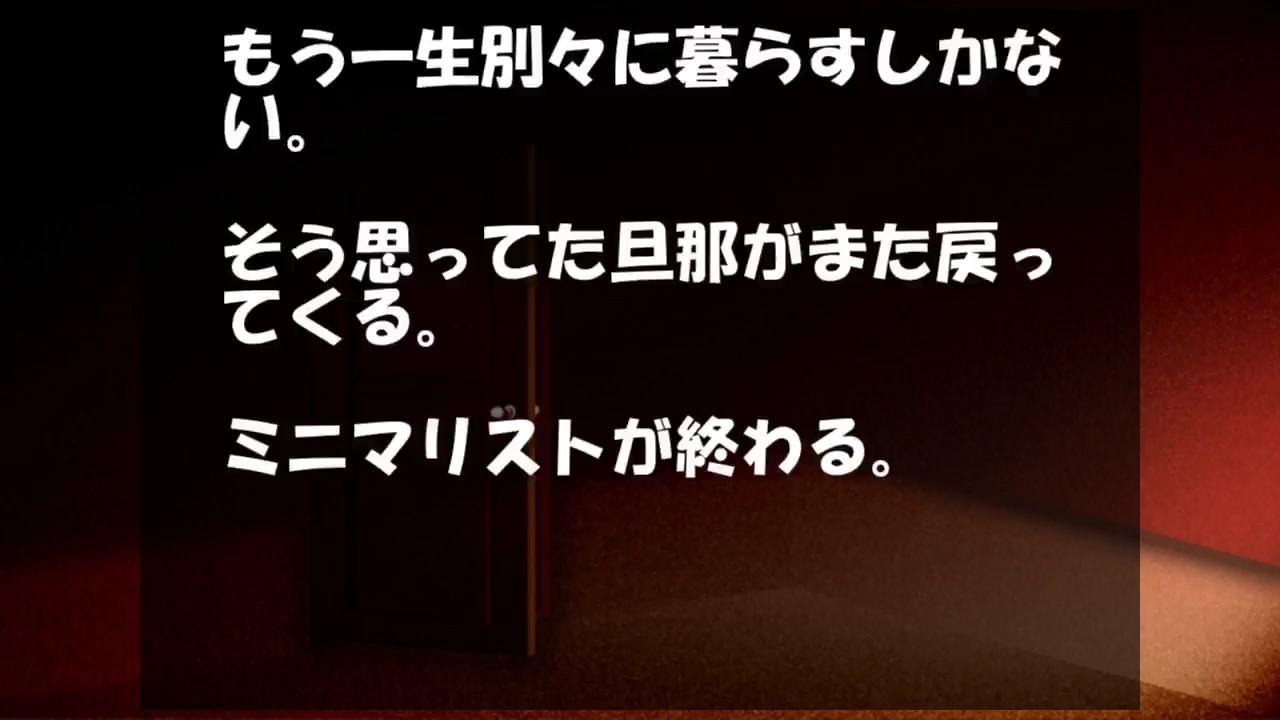 もう一生別々に暮らすしかな
い。
そう思ってた旦那がまた戻っ
てくる。
ミニマリストが終わる。